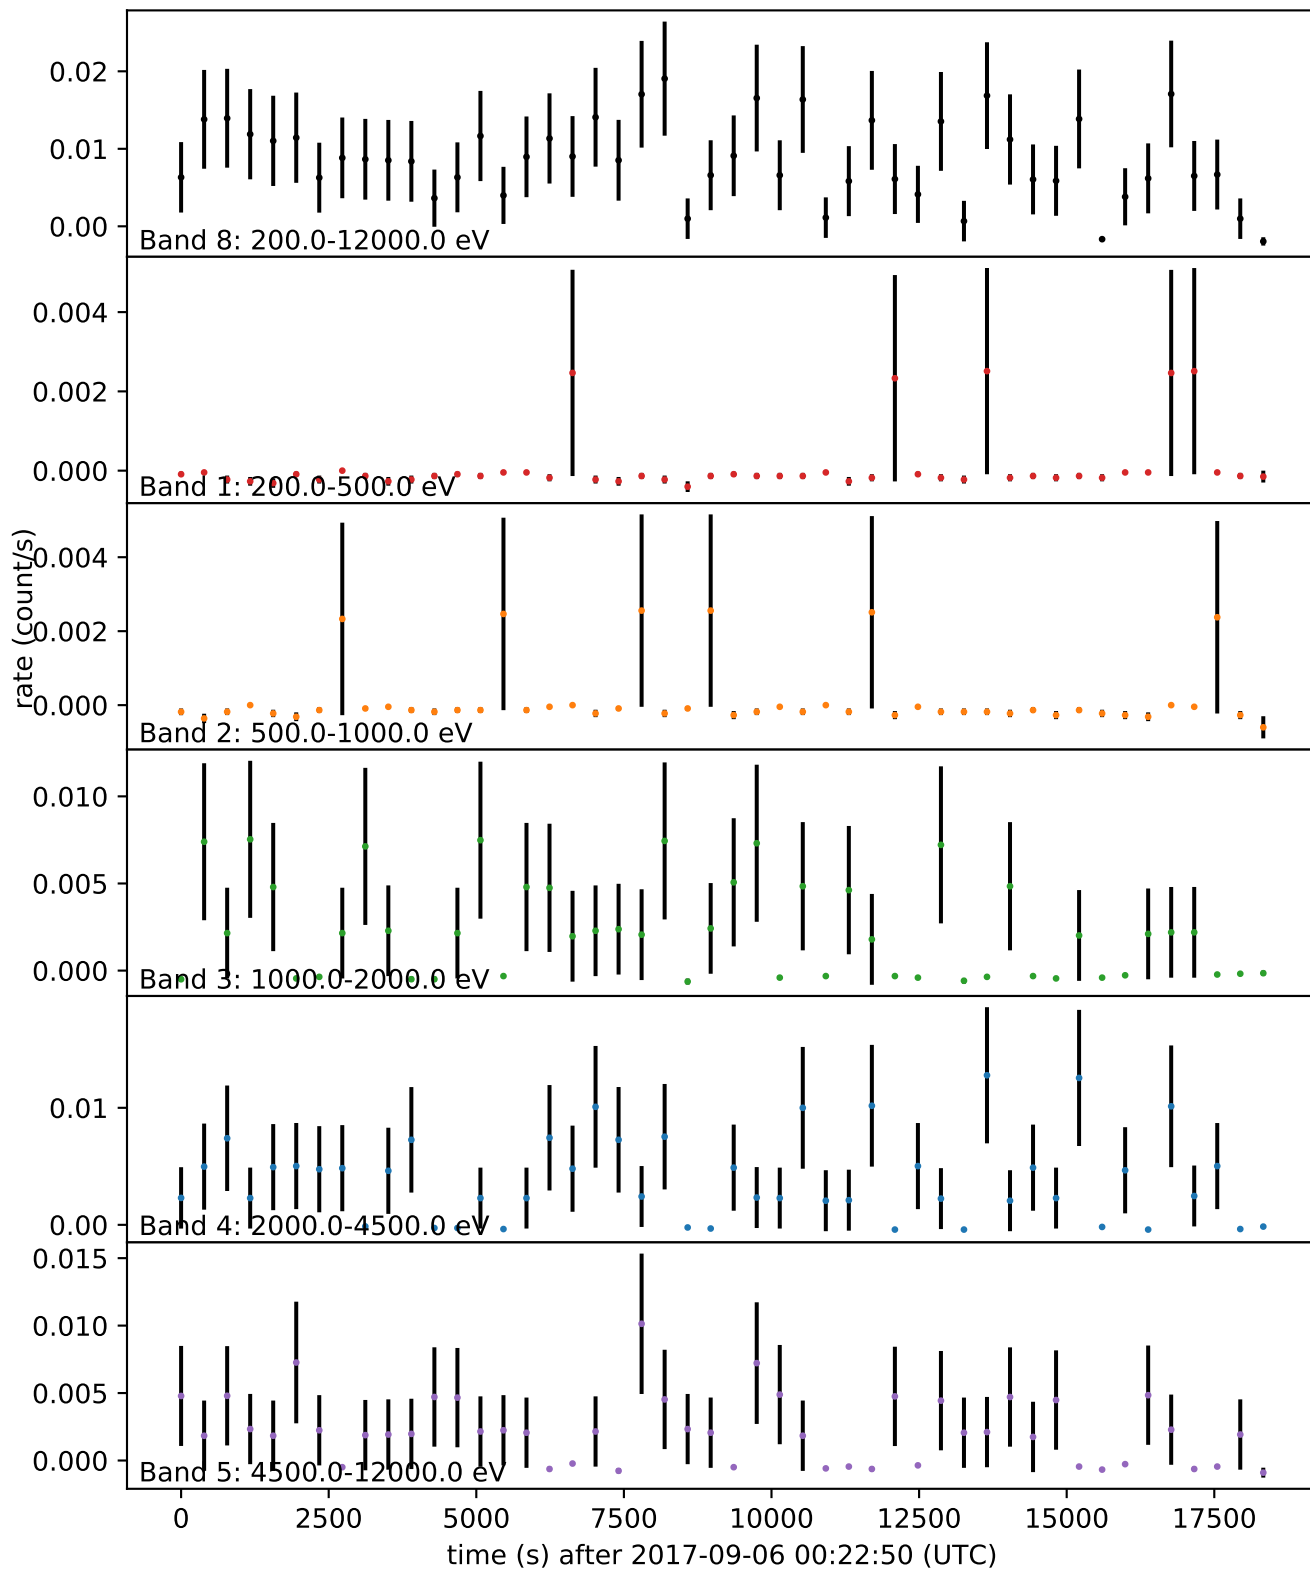 0.02
0.01
0.00
Band 8: 200.0-12000.0 eV
0.004
0.002
0.000
Band 1: 200.0-500.0 eV
rate (count/s)
0.004
0.002
0.000
Band 2: 500.0-1000.0 eV
0.010
0.005
0.000
Band 3: 1000.0-2000.0 eV
0.01
0.00
Band 4: 2000.0-4500.0 eV
0.015
0.010
0.005
0.000
Band 5: 4500.0-12000.0 eV
0 2500 5000 7500 10000 12500 15000 17500
time (s) after 2017-09-06 00:22:50 (UTC)